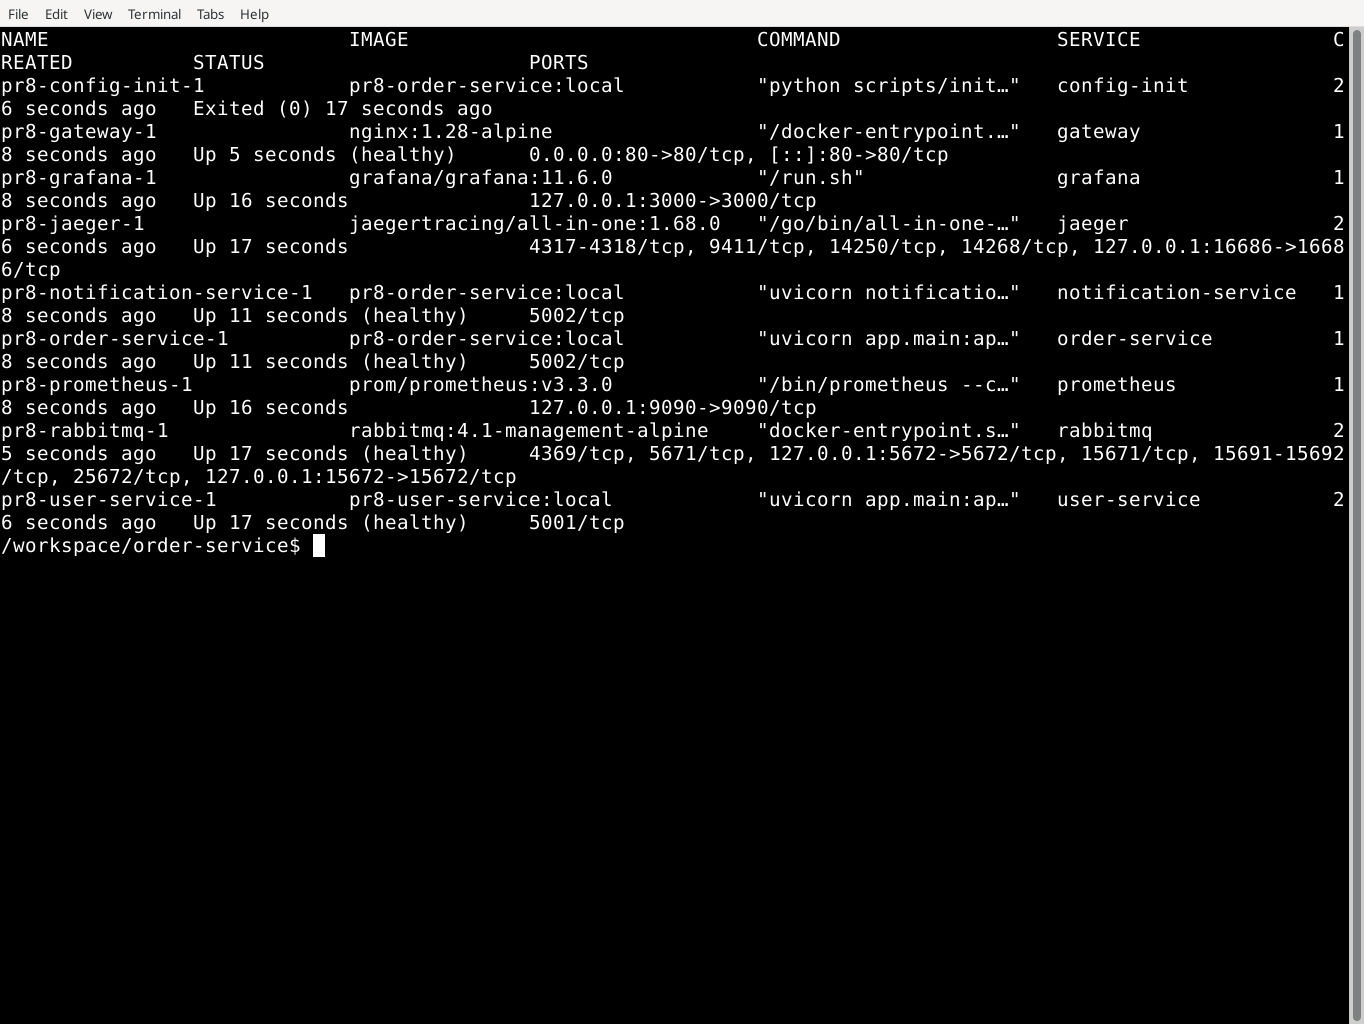 File Edit View Terminal Tabs Help
NAME                         IMAGE                             COMMAND                  SERVICE                C
REATED          STATUS                      PORTS
pr8-config-init-1            pr8-order-service:local           "python scripts/init…"   config-init            2
6 seconds ago   Exited (0) 17 seconds ago
pr8-gateway-1                nginx:1.28-alpine                 "/docker-entrypoint.…"   gateway                1
8 seconds ago   Up 5 seconds (healthy)      0.0.0.0:80->80/tcp, [::]:80->80/tcp
pr8-grafana-1                grafana/grafana:11.6.0            "/run.sh"                grafana                1
8 seconds ago   Up 16 seconds               127.0.0.1:3000->3000/tcp
pr8-jaeger-1                 jaegertracing/all-in-one:1.68.0   "/go/bin/all-in-one-…"   jaeger                 2
6 seconds ago   Up 17 seconds               4317-4318/tcp, 9411/tcp, 14250/tcp, 14268/tcp, 127.0.0.1:16686->1668
6/tcp
pr8-notification-service-1   pr8-order-service:local           "uvicorn notificatio…"   notification-service   1
8 seconds ago   Up 11 seconds (healthy)     5002/tcp
pr8-order-service-1          pr8-order-service:local           "uvicorn app.main:ap…"   order-service          1
8 seconds ago   Up 11 seconds (healthy)     5002/tcp
pr8-prometheus-1             prom/prometheus:v3.3.0            "/bin/prometheus --c…"   prometheus             1
8 seconds ago   Up 16 seconds               127.0.0.1:9090->9090/tcp
pr8-rabbitmq-1               rabbitmq:4.1-management-alpine    "docker-entrypoint.s…"   rabbitmq               2
5 seconds ago   Up 17 seconds (healthy)     4369/tcp, 5671/tcp, 127.0.0.1:5672->5672/tcp, 15671/tcp, 15691-15692
/tcp, 25672/tcp, 127.0.0.1:15672->15672/tcp
pr8-user-service-1           pr8-user-service:local            "uvicorn app.main:ap…"   user-service           2
6 seconds ago   Up 17 seconds (healthy)     5001/tcp
/workspace/order-service$